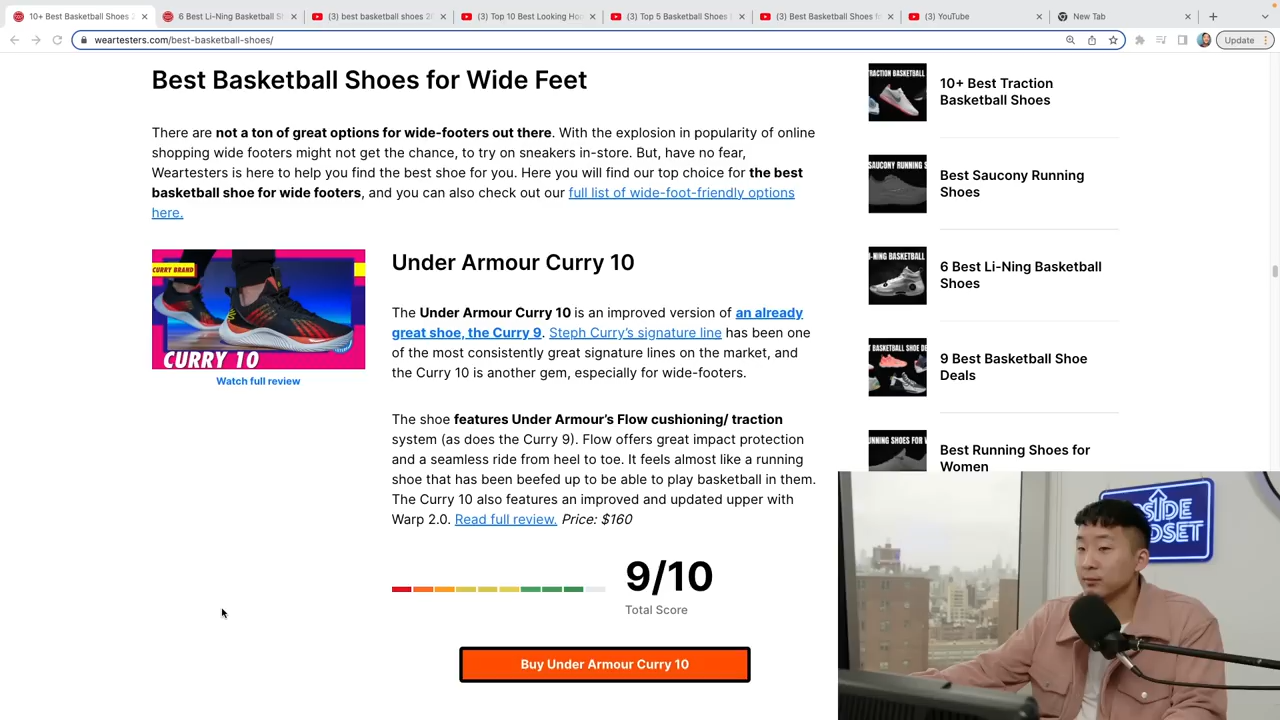 10+ Best Basketball Shoes 2
6 Best Li-Ning Basketball Sh
(3) best basketball shoes 20
(3) Top 10 Best Looking Hoo
(3) Top 5 Basketball Shoes f
(3) Best Basketball Shoes fo
(3) YouTube
New Tab
weartesters.com/best-basketball-shoes/
Update
Best Basketball Shoes for Wide Feet
There are not a ton of great options for wide-footers out there. With the explosion in popularity of online
shopping wide footers might not get the chance, to try on sneakers in-store. But, have no fear,
Weartesters is here to help you find the best shoe for you. Here you will find our top choice for the best
basketball shoe for wide footers, and you can also check out our full list of wide-foot-friendly options
here.
CURRY BRAND
CURRY 10
Watch full review
Under Armour Curry 10
The Under Armour Curry 10 is an improved version of an already
great shoe, the Curry 9. Steph Curry’s signature line has been one
of the most consistently great signature lines on the market, and
the Curry 10 is another gem, especially for wide-footers.
The shoe features Under Armour’s Flow cushioning/ traction
system (as does the Curry 9). Flow offers great impact protection
and a seamless ride from heel to toe. It feels almost like a running
shoe that has been beefed up to be able to play basketball in them.
The Curry 10 also features an improved and updated upper with
Warp 2.0. Read full review. Price: $160
9/10
Total Score
Buy Under Armour Curry 10
TRACTION BASKETBALL
10+ Best Traction
Basketball Shoes
SAUCONY RUNNING S
Best Saucony Running
Shoes
I-NING BASKETBALL
6 Best Li-Ning Basketball
Shoes
T BASKETBALL SHOE DE
9 Best Basketball Shoe
Deals
UNNING SHOES FOR W
Best Running Shoes for
Women